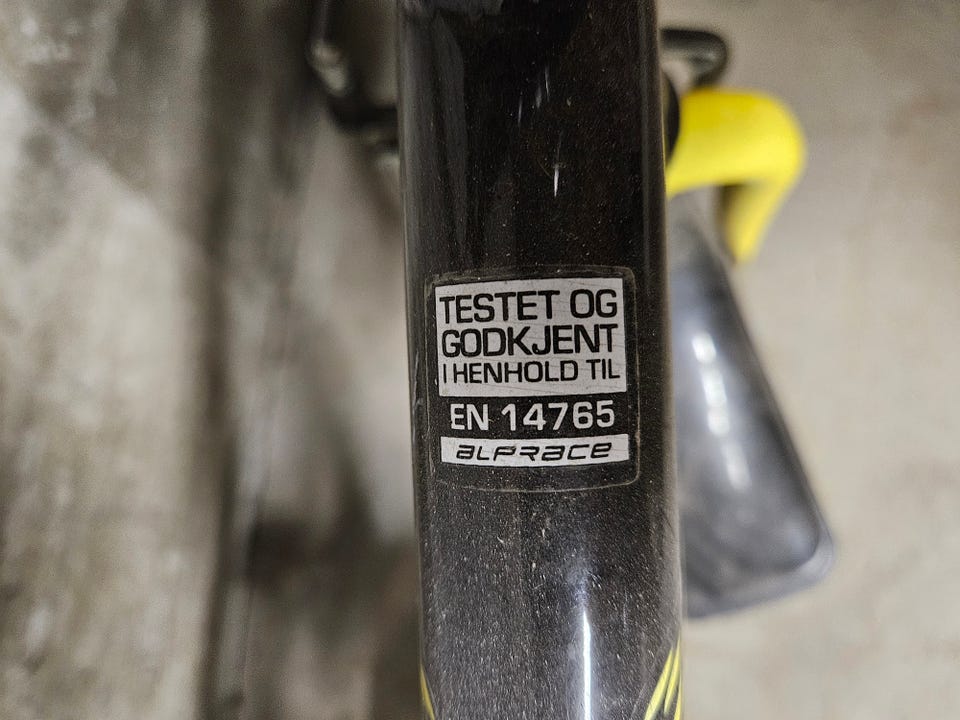 TESTET OG
GODKJENT
I HENHOLD TIL
EN 14765
ALPRACE